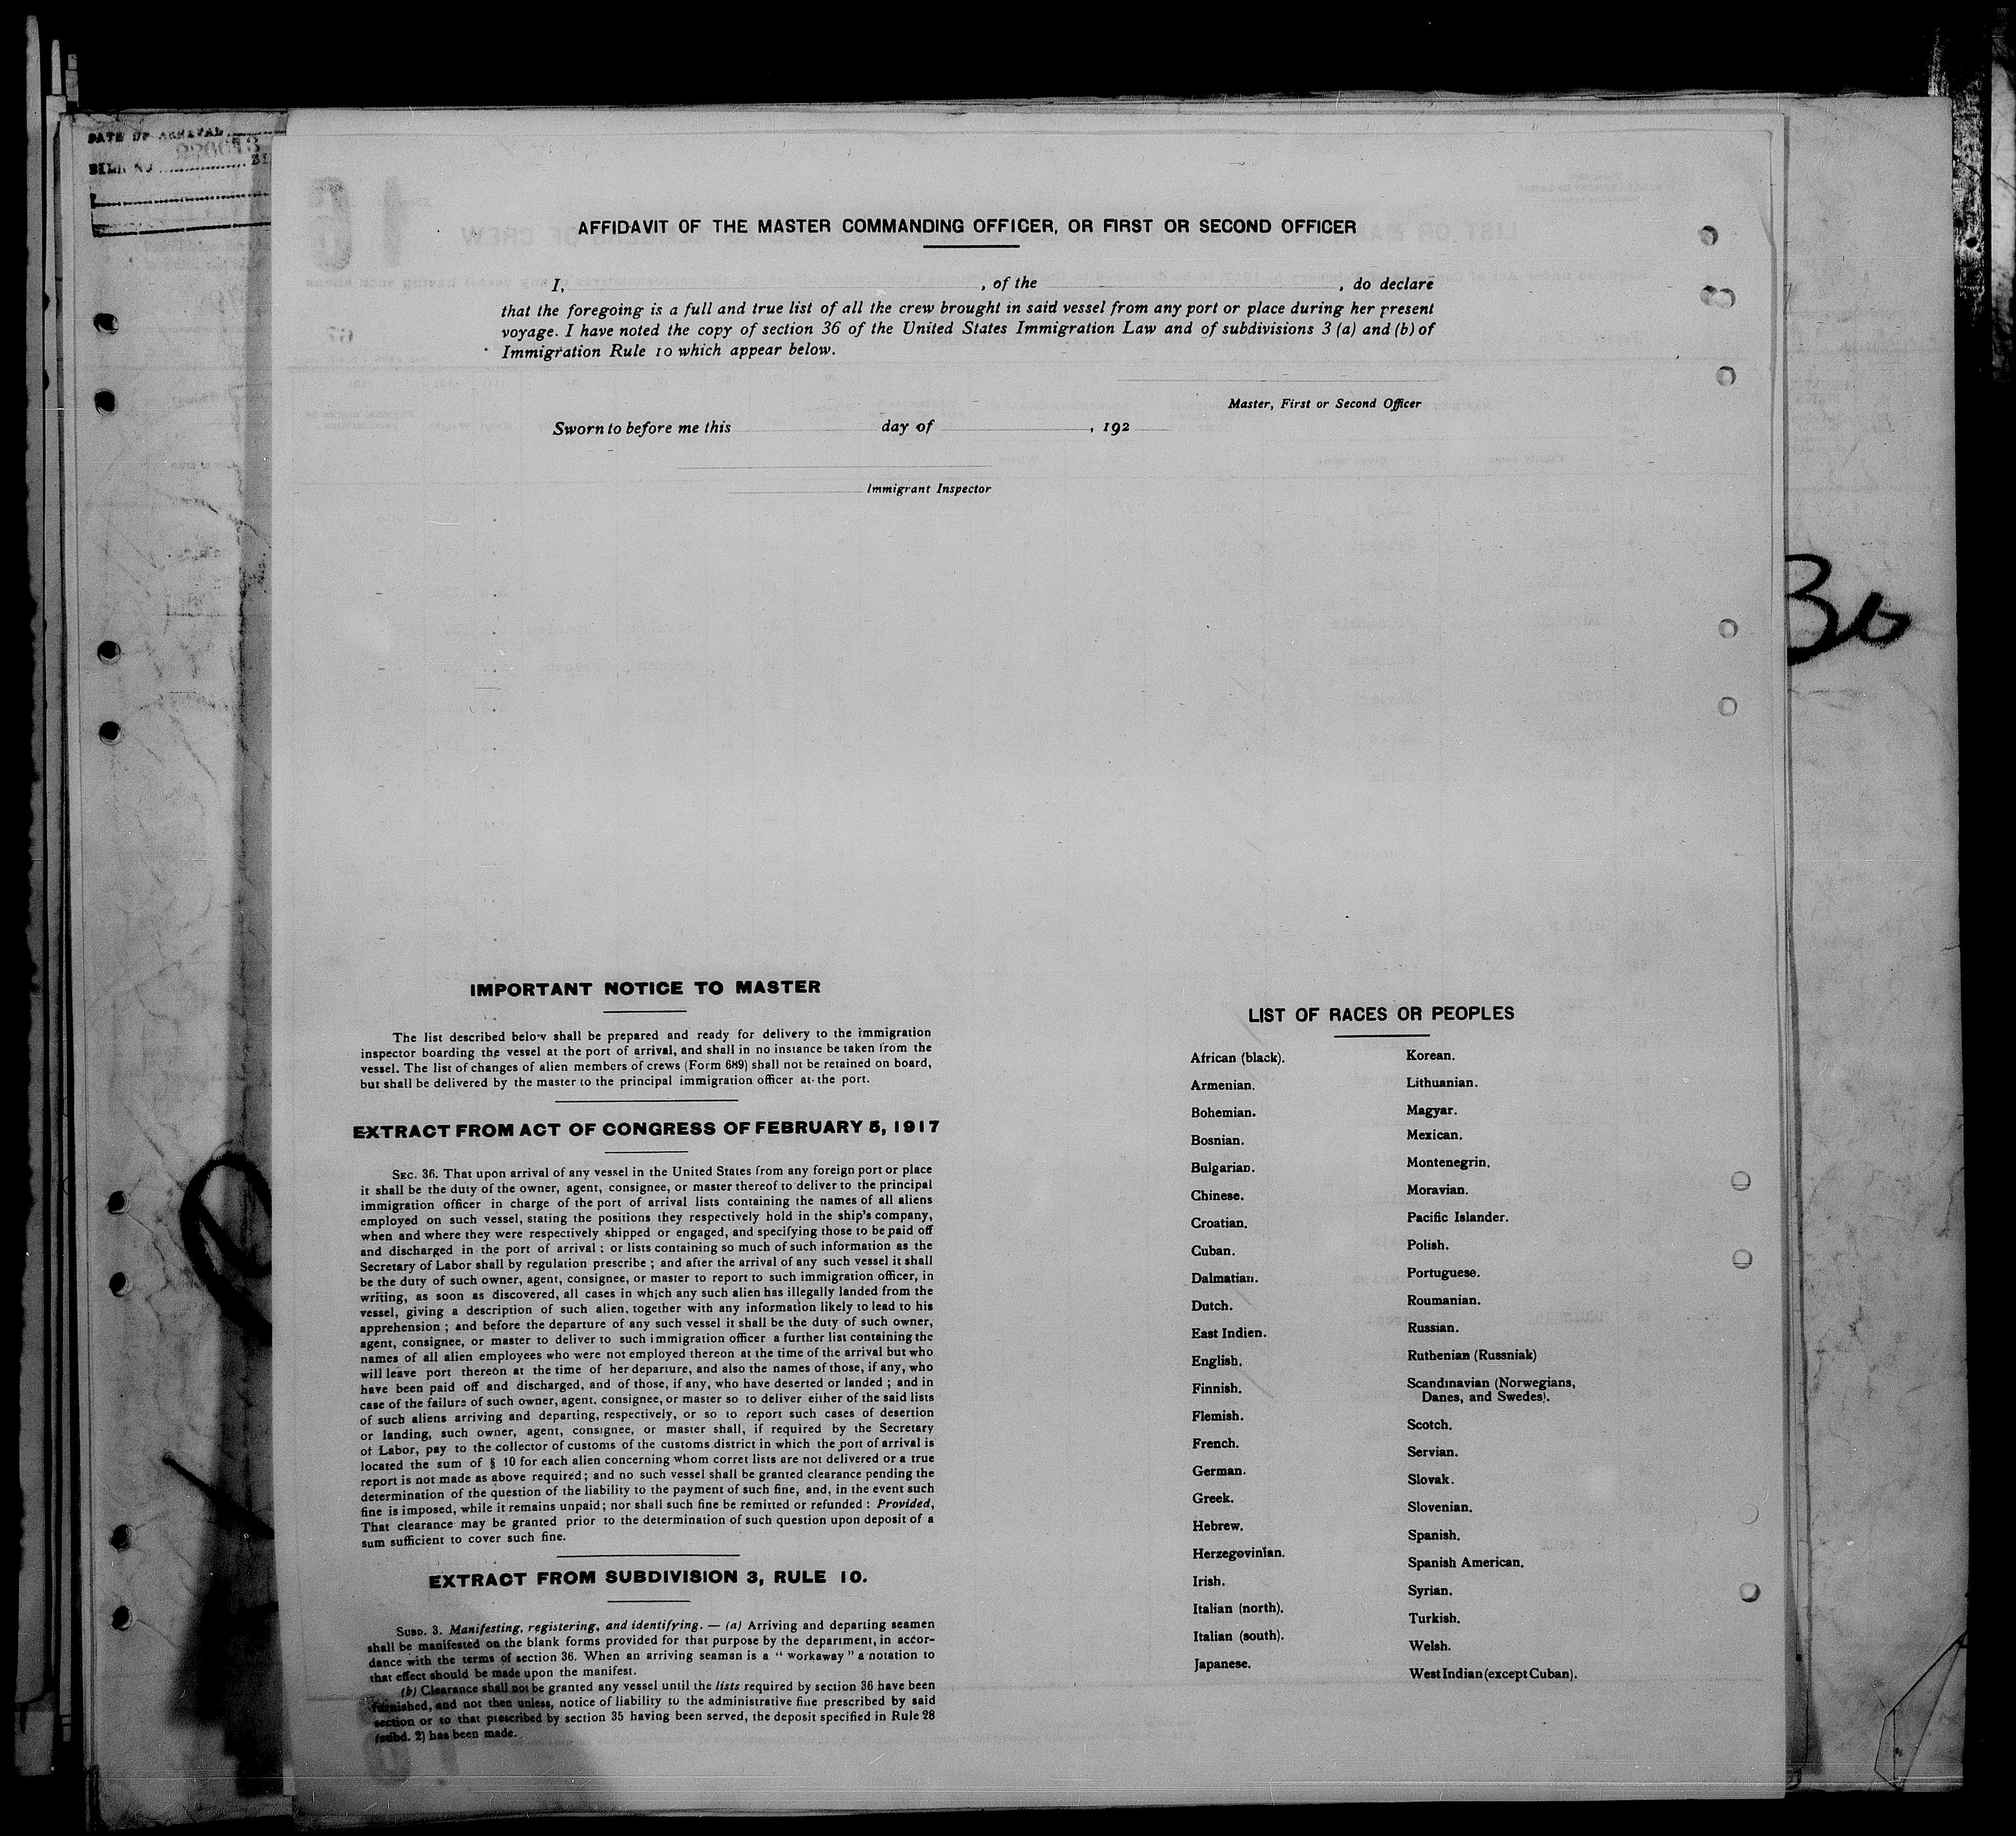 DATE OF ARRIVAL
AFFIDAVIT OF THE MASTER COMMANDING OFFICER, OR FIRST OR SECOND OFFICER
I, , of the , do declare
that the foregoing is a full and true list of all the crew brought in said vessel from any port or place during her present
voyage. I have noted the copy of section 36 of the United States Immigration Law and of subdivisions 3 (a) and (b) of
Immigration Rule 10 which appear below.
Master, First or Second Officer
Sworn to before me this day of , 192
Immigrant Inspector
36
IMPORTANT NOTICE TO MASTER
The list described below shall be prepared and ready for delivery to the immigration
inspector boarding the vessel at the port of arrival, and shall in no instance be taken from the
vessel. The list of changes of alien members of crews (Form 689) shall not be retained on board,
but shall be delivered by the master to the principal immigration officer at the port.
EXTRACT FROM ACT OF CONGRESS OF FEBRUARY 5, 1917
SEC. 36. That upon arrival of any vessel in the United States from any foreign port or place
it shall be the duty of the owner, agent, consignee, or master thereof to deliver to the principal
immigration officer in charge of the port of arrival lists containing the names of all aliens
employed on such vessel, stating the positions they respectively hold in the ship's company,
when and where they were respectively shipped or engaged, and specifying those to be paid off
and discharged in the port of arrival ; or lists containing so much of such information as the
Secretary of Labor shall by regulation prescribe ; and after the arrival of any such vessel it shall
be the duty of such owner, agent, consignee, or master to report to such immigration officer, in
writing, as soon as discovered, all cases in which any such alien has illegally landed from the
vessel, giving a description of such alien, together with any information likely to lead to his
apprehension ; and before the departure of any such vessel it shall be the duty of such owner,
agent, consignee, or master to deliver to such immigration officer a further list containing the
names of all alien employees who were not employed thereon at the time of the arrival but who
will leave port thereon at the time of her departure, and also the names of those, if any, who
have been paid off and discharged, and of those, if any, who have deserted or landed ; and in
case of the failure of such owner, agent, consignee, or master so to deliver either of the said lists
of such aliens arriving and departing, respectively, or so to report such cases of desertion
or landing, such owner, agent, consignee, or master shall, if required by the Secretary
of Labor, pay to the collector of customs of the customs district in which the port of arrival is
located the sum of § 10 for each alien concerning whom corret lists are not delivered or a true
report is not made as above required ; and no such vessel shall be granted clearance pending the
determination of the question of the liability to the payment of such fine, and, in the event such
fine is imposed, while it remains unpaid ; nor shall such fine be remitted or refunded : Provided,
That clearance may be granted prior to the determination of such question upon deposit of a
sum sufficient to cover such fine.
EXTRACT FROM SUBDIVISION 3, RULE 10.
SUBD. 3. Manifesting, registering, and identifying. — (a) Arriving and departing seamen
shall be manifested on the blank forms provided for that purpose by the department, in accor-
dance with the terms of section 36. When an arriving seaman is a " workaway " a notation to
that effect should be made upon the manifest.
(b) Clearance shall not be granted any vessel until the lists required by section 36 have been
furnished, and not then unless, notice of liability to the administrative fine prescribed by said
section or to that prescribed by section 35 having been served, the deposit specified in Rule 28
(subd. 2) has been made.
LIST OF RACES OR PEOPLES
African (black).
Armenian.
Bohemian.
Bosnian.
Bulgarian.
Chinese.
Croatian.
Cuban.
Dalmatian.
Dutch.
East Indien.
English.
Finnish.
Flemish.
French.
German.
Greek.
Hebrew.
Herzegovinian.
Irish.
Italian (north).
Italian (south).
Japanese.
Korean.
Lithuanian.
Magyar.
Mexican.
Montenegrin.
Moravian.
Pacific Islander.
Polish.
Portuguese.
Roumanian.
Russian.
Ruthenian (Russniak)
Scandinavian (Norwegians,
Danes, and Swedes).
Scotch.
Servian.
Slovak.
Slovenian.
Spanish.
Spanish American.
Syrian.
Turkish.
Welsh.
West Indian (except Cuban).